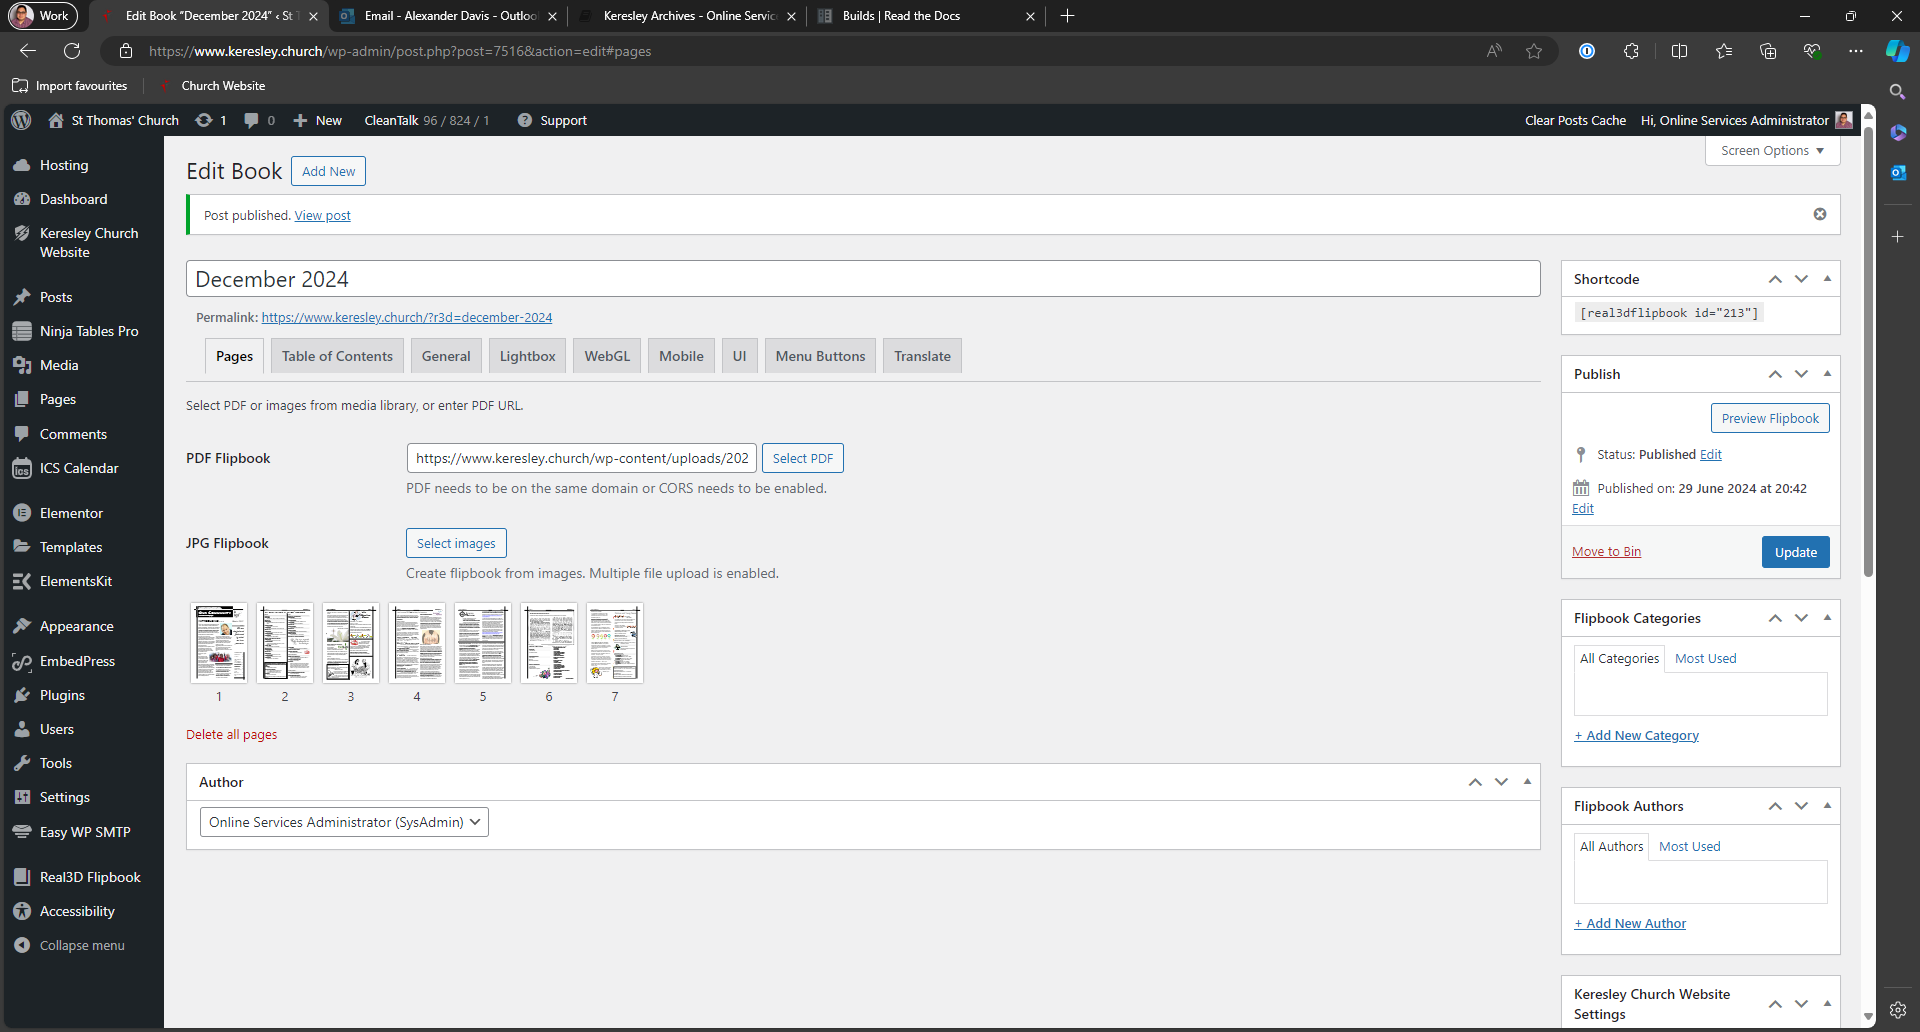 Work
Edit Book “December 2024” ‹ St T
Email - Alexander Davis - Outloo
Keresley Archives - Online Servic
Builds | Read the Docs
https://www.keresley.church/wp-admin/post.php?post=7516&action=edit#pages
Import favourites
Church Website
St Thomas' Church
1
0
New
CleanTalk 96 / 824 / 1
Support
Clear Posts Cache
Hi, Online Services Administrator
Hosting
Dashboard
Keresley Church
Website
Posts
Ninja Tables Pro
Media
Pages
Comments
ICS Calendar
Elementor
Templates
ElementsKit
Appearance
EmbedPress
Plugins
Users
Tools
Settings
Easy WP SMTP
Real3D Flipbook
Accessibility
Collapse menu
Edit Book
Add New
Screen Options
Post published. View post
December 2024
Permalink: https://www.keresley.church/?r3d=december-2024
Pages
Table of Contents
General
Lightbox
WebGL
Mobile
UI
Menu Buttons
Translate
Select PDF or images from media library, or enter PDF URL.
PDF Flipbook
https://www.keresley.church/wp-content/uploads/202
Select PDF
PDF needs to be on the same domain or CORS needs to be enabled.
JPG Flipbook
Select images
Create flipbook from images. Multiple file upload is enabled.
1
2
3
4
5
6
7
Delete all pages
Author
Online Services Administrator (SysAdmin)
Shortcode
[real3dflipbook id="213"]
Publish
Preview Flipbook
Status: Published Edit
Published on: 29 June 2024 at 20:42
Edit
Move to Bin
Update
Flipbook Categories
All Categories
Most Used
+ Add New Category
Flipbook Authors
All Authors
Most Used
+ Add New Author
Keresley Church Website
Settings